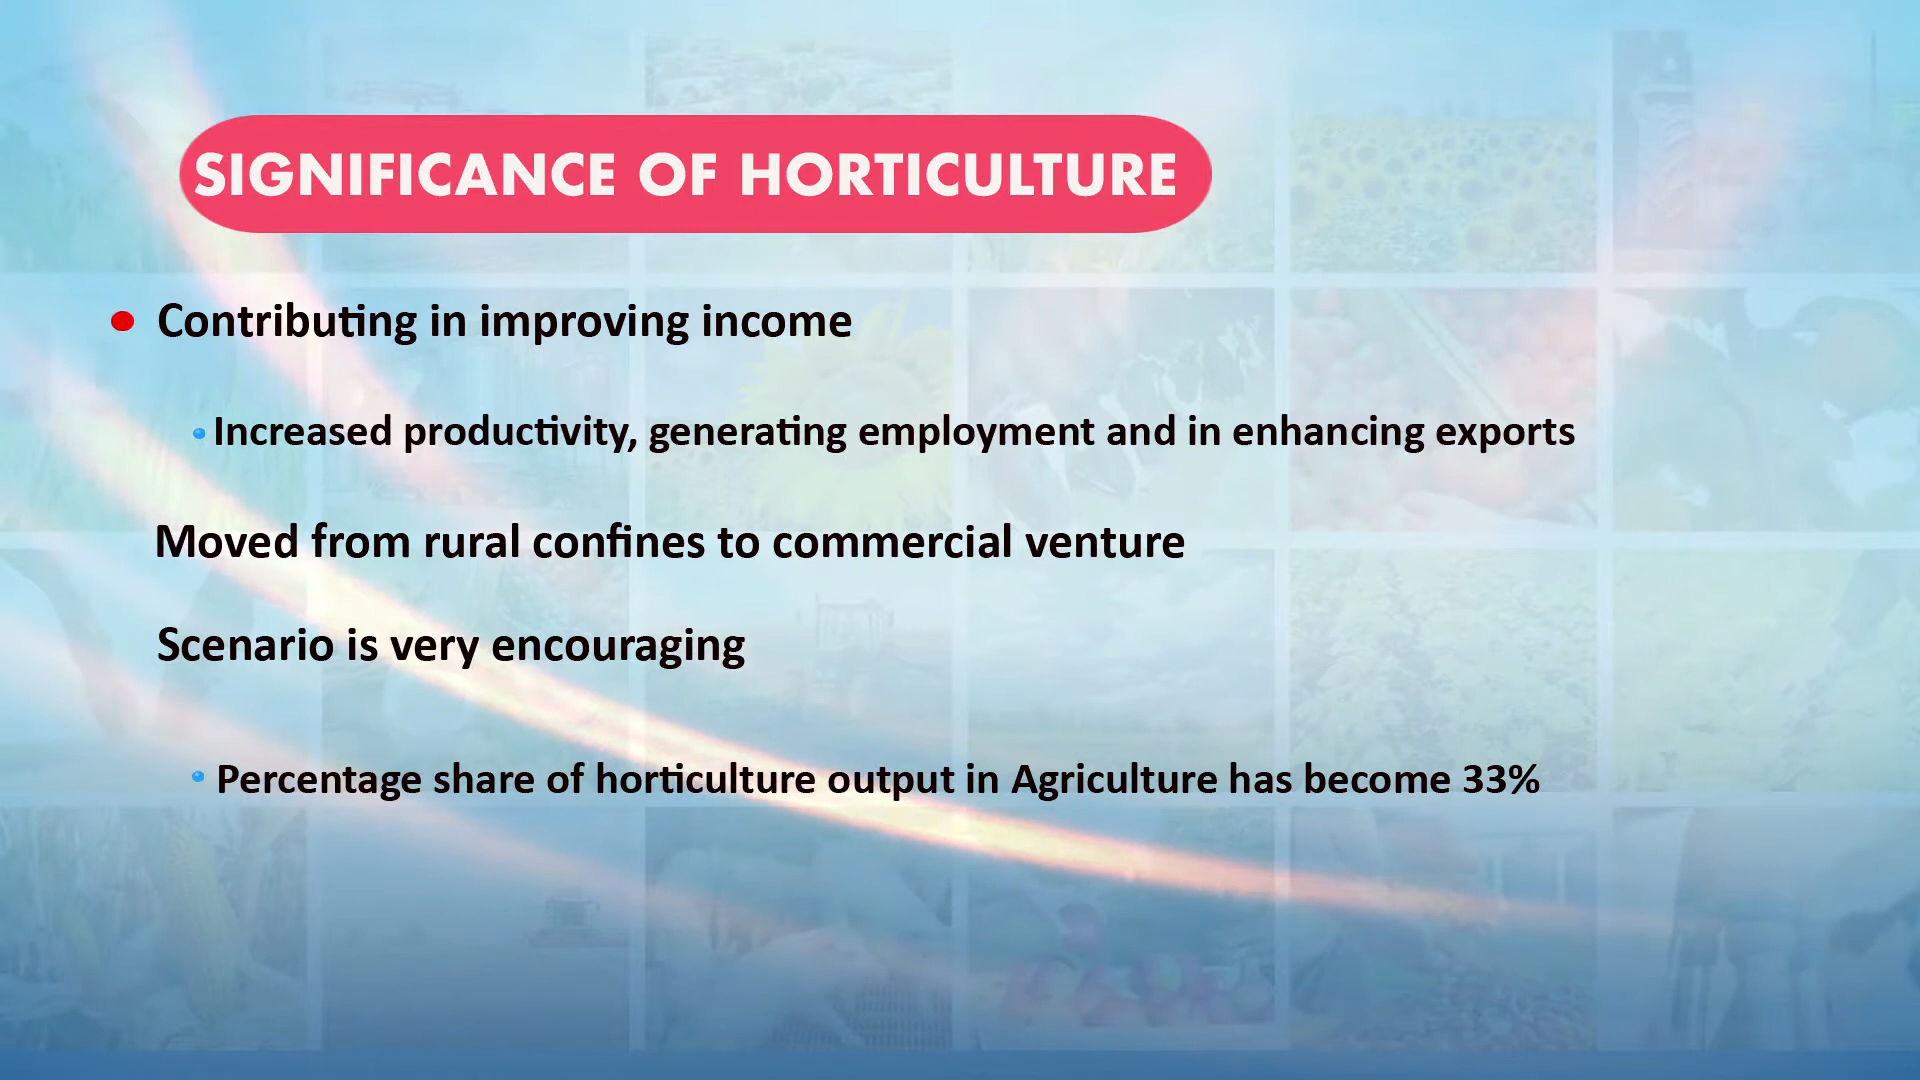 SIGNIFICANCE OF HORTICULTURE
Contributing in improving income
Increased productivity, generating employment and in enhancing exports
Moved from rural confines to commercial venture
Scenario is very encouraging
Percentage share of horticulture output in Agriculture has become 33%